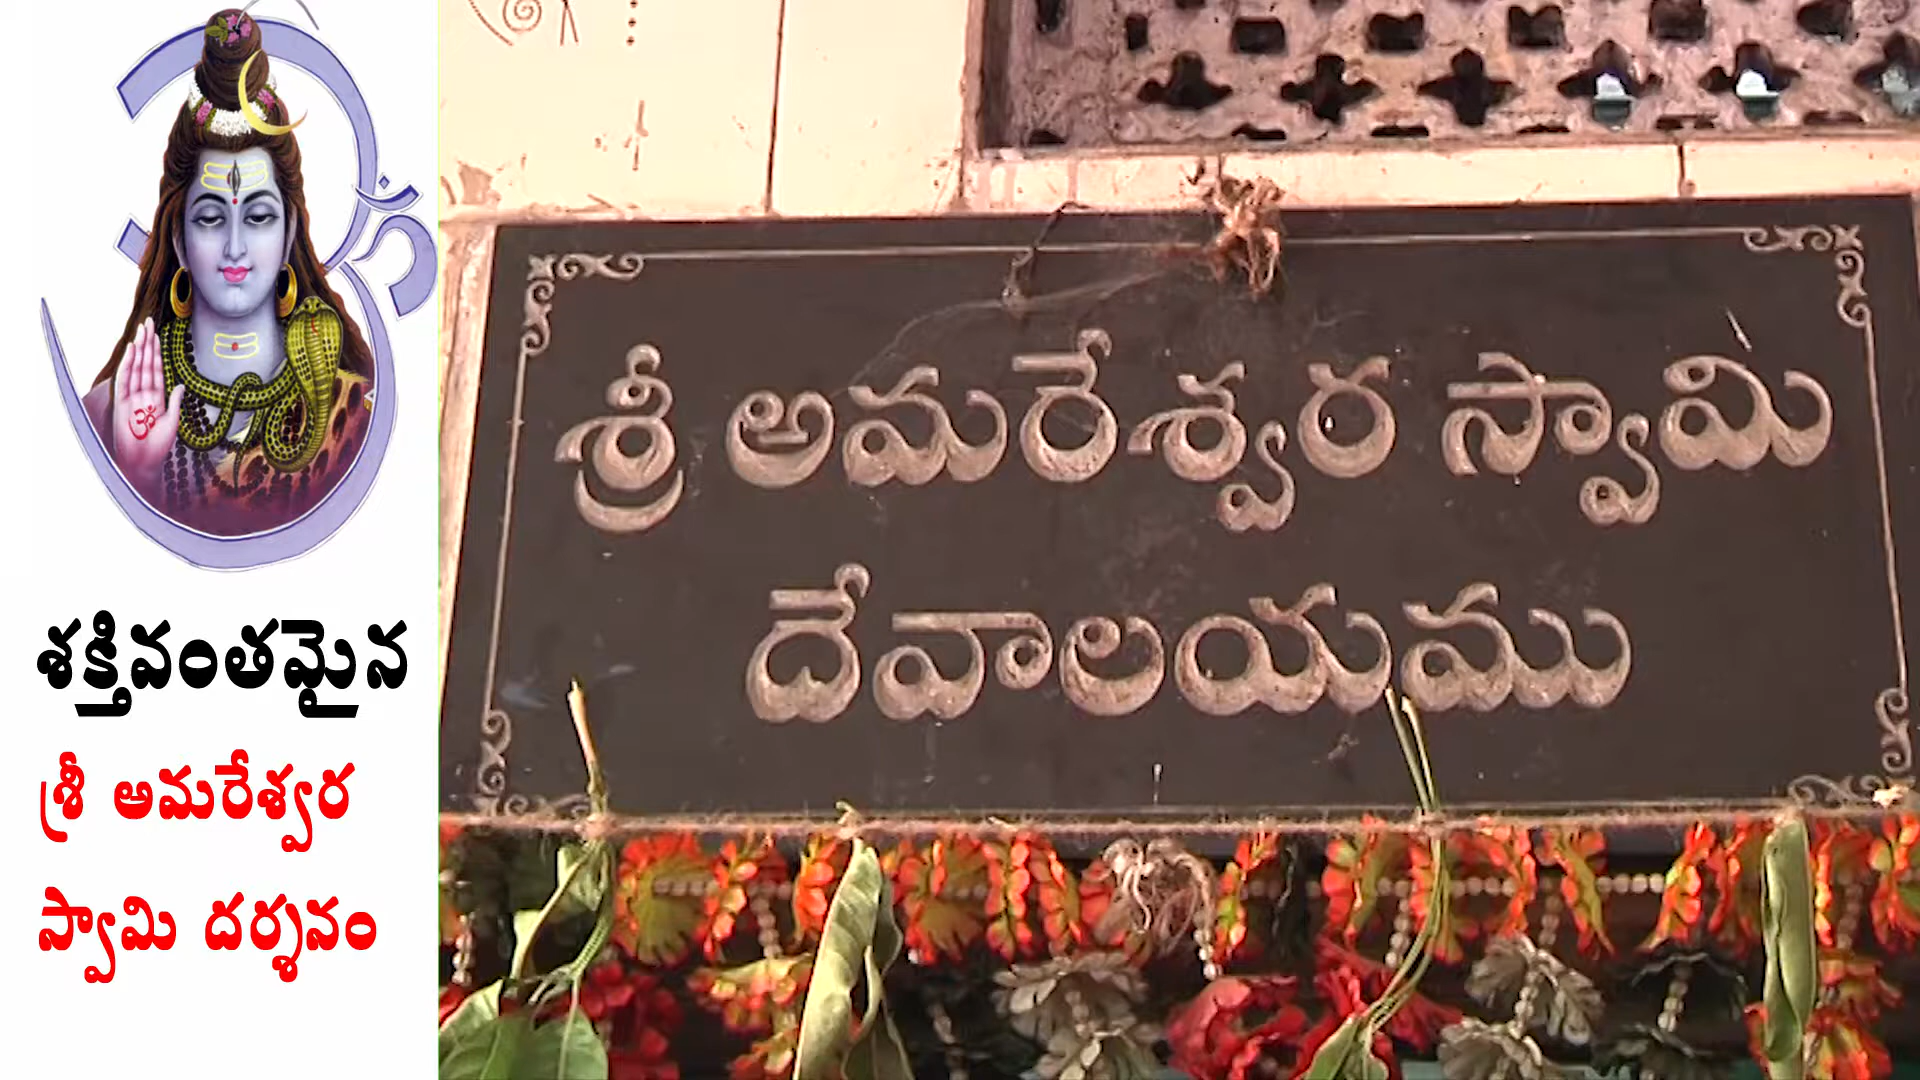 శక్తివంతమైన
శ్రీ అమరేశ్వర
స్వామి దర్శనం
శ్రీ అమరేశ్వర స్వామి
దేవాలయము
ॐ